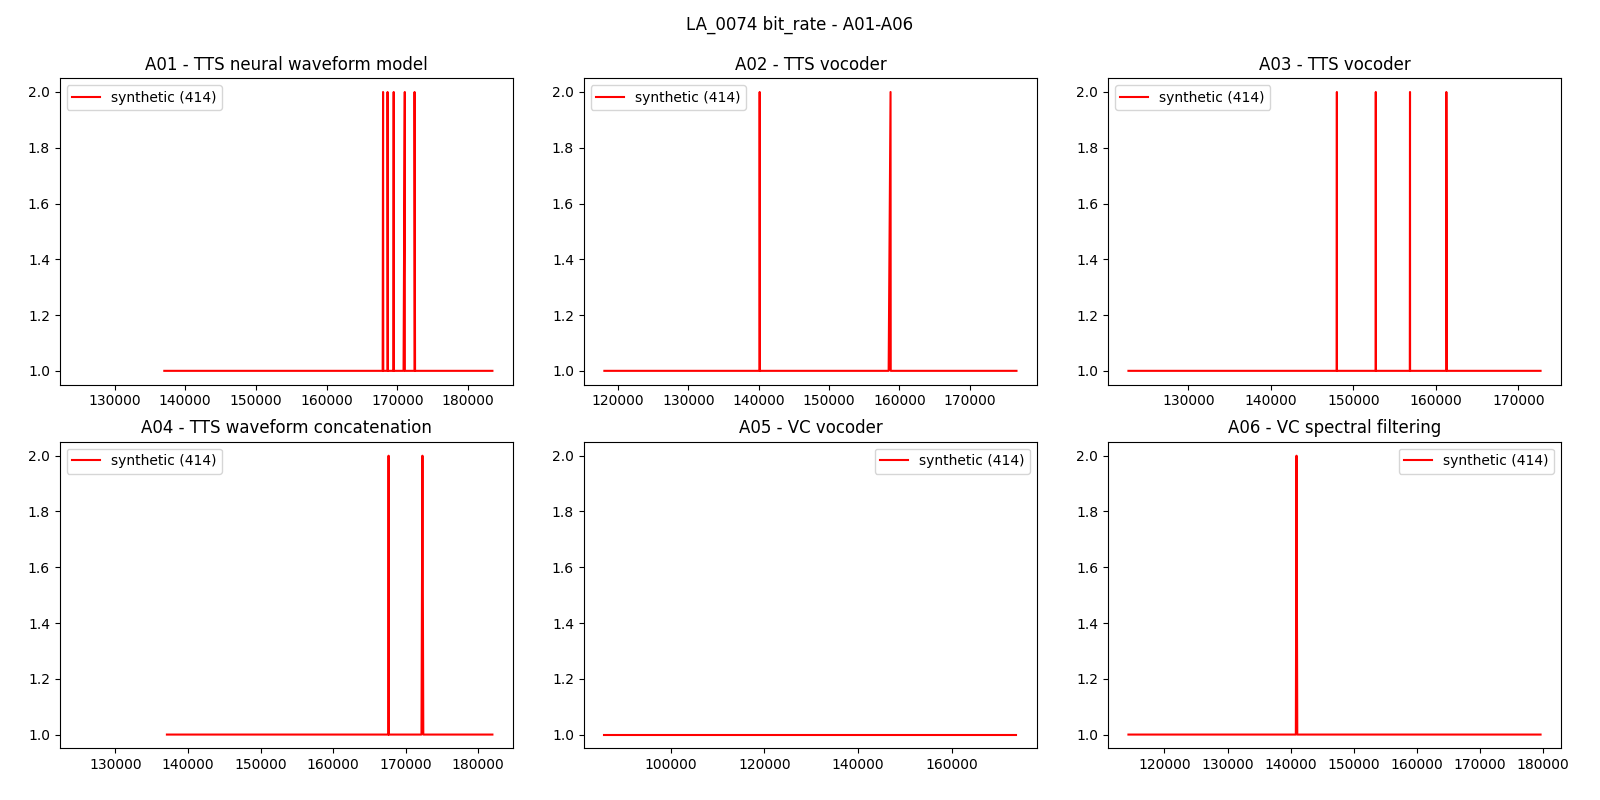 LA_0074 bit_rate - A01-A06
A01 - TTS neural waveform model
A02 - TTS vocoder
A03 - TTS vocoder
2.0
1.8
1.6
1.4
1.2
1.0
synthetic (414)
130000 140000 150000 160000 170000 180000
2.0
1.8
1.6
1.4
1.2
1.0
synthetic (414)
120000 130000 140000 150000 160000 170000
2.0
1.8
1.6
1.4
1.2
1.0
synthetic (414)
130000 140000 150000 160000 170000
A04 - TTS waveform concatenation
A05 - VC vocoder
A06 - VC spectral filtering
2.0
1.8
1.6
1.4
1.2
1.0
synthetic (414)
130000 140000 150000 160000 170000 180000
2.0
1.8
1.6
1.4
1.2
1.0
synthetic (414)
100000 120000 140000 160000
2.0
1.8
1.6
1.4
1.2
1.0
synthetic (414)
120000 130000 140000 150000 160000 170000 180000